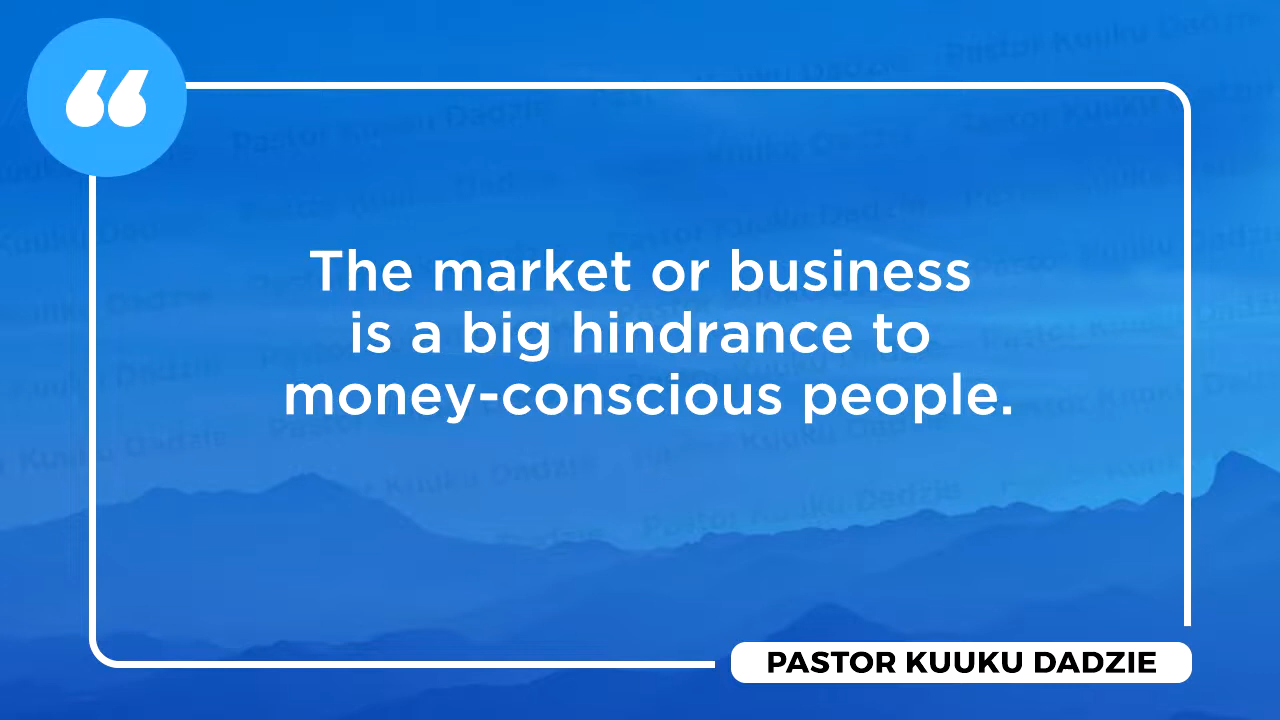 The market or business
is a big hindrance to
money-conscious people.
PASTOR KUUKU DADZIE